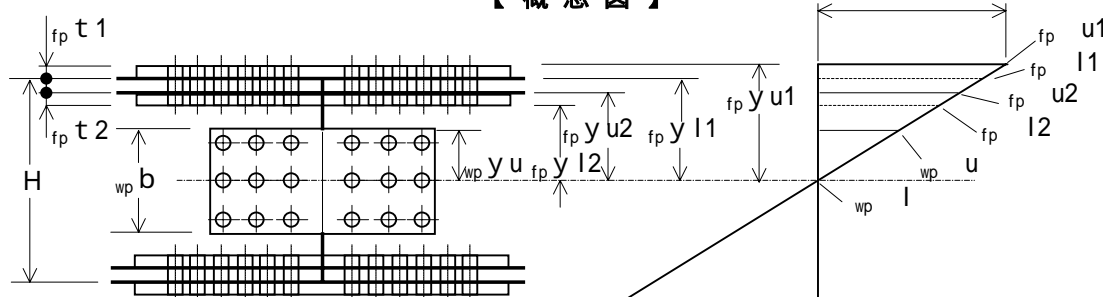 【 概 念 図 】
fp t 1
fp t 2
H
wp b
wp y u
fp y l2
fp y u2
fp y l1
fp y u1
fp u1
fp l1
fp u2
fp l2
wp u
wp l